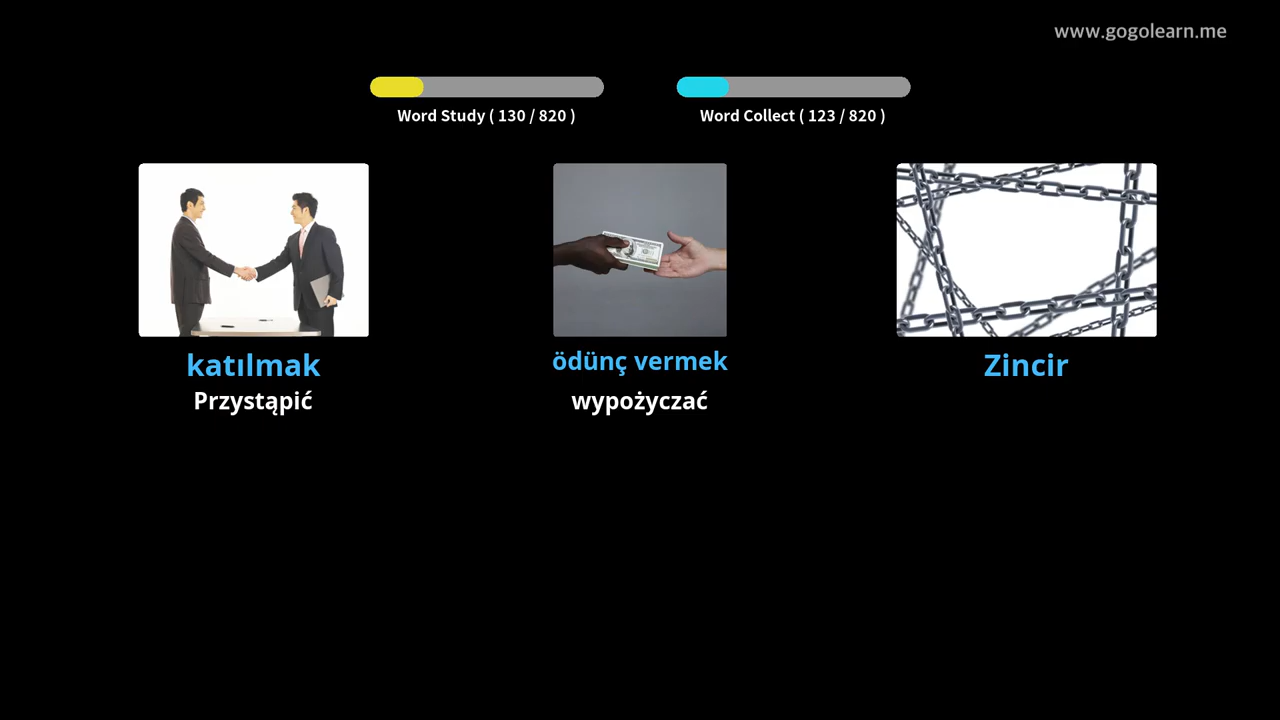 www.gogolearn.me
Word Study ( 130 / 820 )
Word Collect ( 123 / 820 )
katılmak
Przystąpić
ödünç vermek
wypożyczać
Zincir